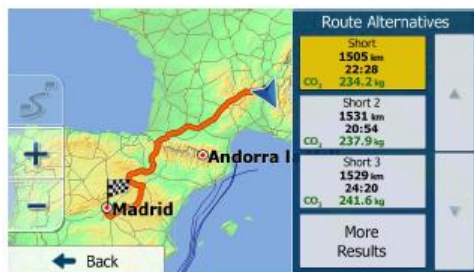 Route Alternatives
Short
1505 km
22:28
CO₂ 234.2 kg
Short 2
1531 km
20:54
CO₂ 237.9 kg
Short 3
1529 km
24:20
CO₂ 241.6 kg
More
Results
Andorra l
Madrid
Back